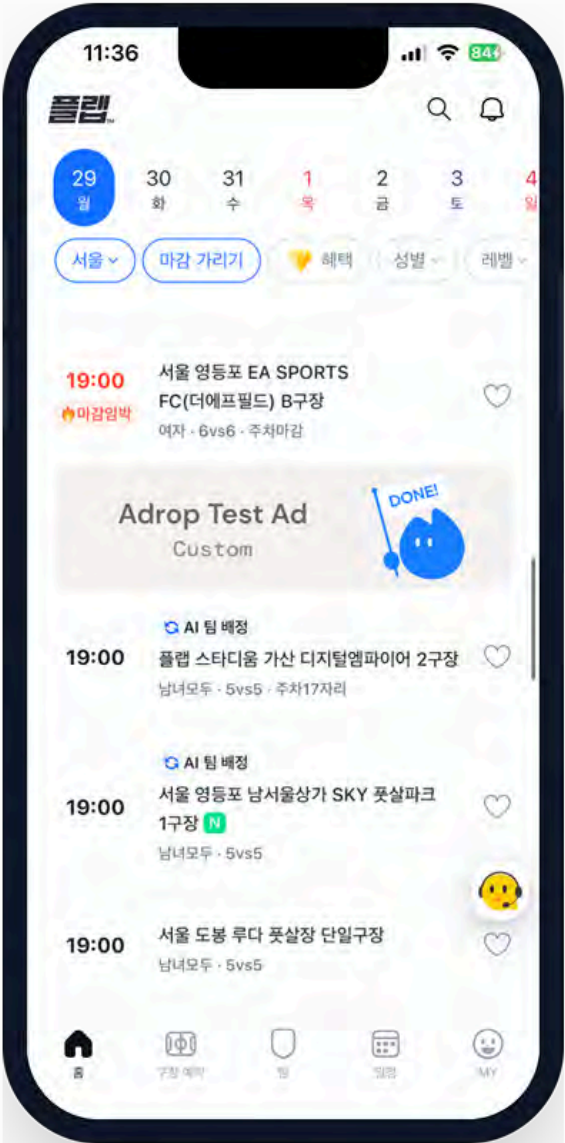 11:36
84
플랩
29 30 31 1 2 3 4
월 화 수 목 금 토 일
서울 마감 가리기 혜택 성별 레벨
서울 영등포 EA SPORTS
19:00 FC(더에프필드) B구장
마감임박 여자 · 6vs6 · 주차마감
DONE!
Adrop Test Ad
Custom
AI 팀 배정
19:00 플랩 스타디움 가산 디지털엠파이어 2구장
남녀모두 · 5vs5 · 주차17자리
AI 팀 배정
서울 영등포 남서울상가 SKY 풋살파크
19:00 1구장 N
남녀모두 · 5vs5
서울 도봉 루다 풋살장 단일구장
19:00
남녀모두 · 5vs5
홈 구장 예약 팀 일정 MY